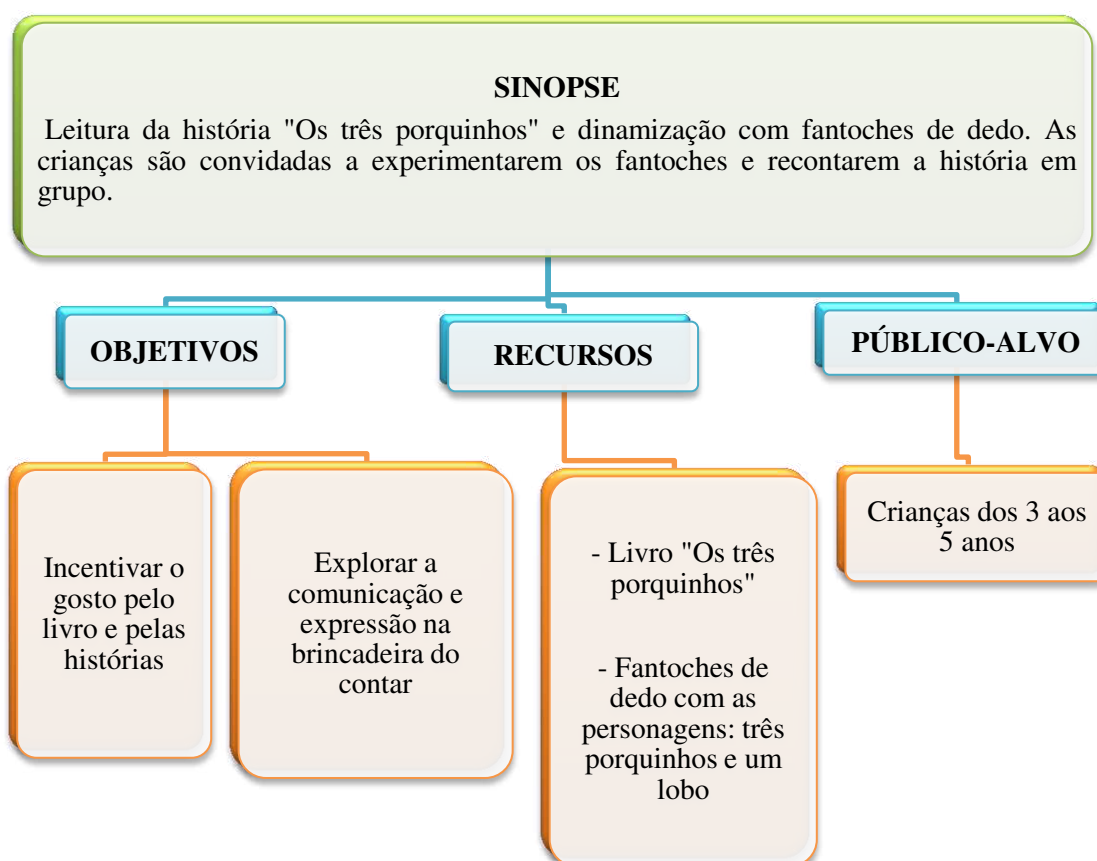 SINOPSE
Leitura da história "Os três porquinhos" e dinamização com fantoches de dedo. As
crianças são convidadas a experimentarem os fantoches e recontarem a história em
grupo.
OBJETIVOS
RECURSOS
PÚBLICO-ALVO
Incentivar o
gosto pelo
livro e pelas
histórias
Explorar a
comunicação e
expressão na
brincadeira do
contar
- Livro "Os três
porquinhos"
- Fantoches de
dedo com as
personagens: três
porquinhos e um
lobo
Crianças dos 3 aos
5 anos